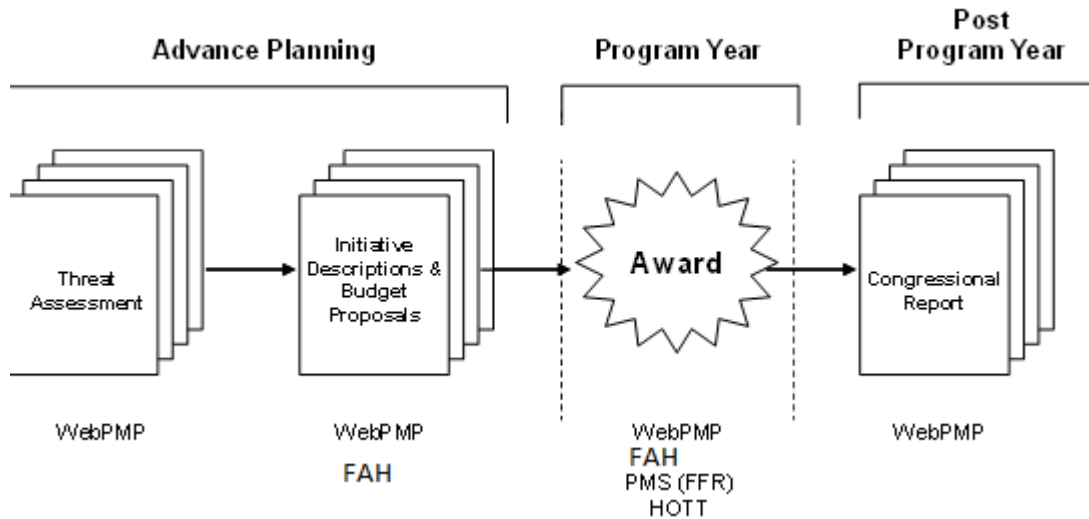 Advance Planning
Program Year
Post
Program Year
Threat
Assessment
Initiative
Descriptions &
Budget
Proposals
Award
Congressional
Report
WebPMP
WebPMP
FAH
WebPMP
FAH
PMS (FFR)
HOTT
WebPMP